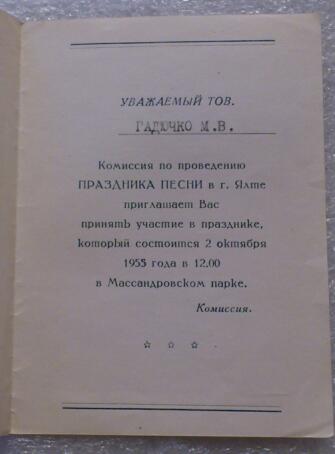 УВАЖАЕМЫЙ ТОВ.
ГАДЮЧКО М.В.
Комиссия по проведению
ПРАЗДНИКА ПЕСНИ в г. Ялте
приглашает Вас
принять участие в празднике,
который состоится 2 октября
1955 года в 12.00
в Массандровском парке.
Комиссия.